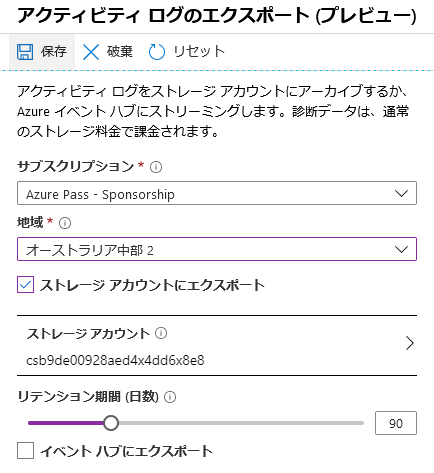 アクティビティ ログのエクスポート (プレビュー)
保存 破棄 リセット
アクティビティ ログをストレージ アカウントにアーカイブするか、
Azure イベント ハブにストリーミングします。診断データは、通常
のストレージ料金で課金されます。
サブスクリプション *
Azure Pass - Sponsorship
地域 *
オーストラリア中部 2
ストレージ アカウントにエクスポート
ストレージ アカウント
csb9de00928aed4x4dd6x8e8
リテンション期間 (日数)
90
イベント ハブにエクスポート